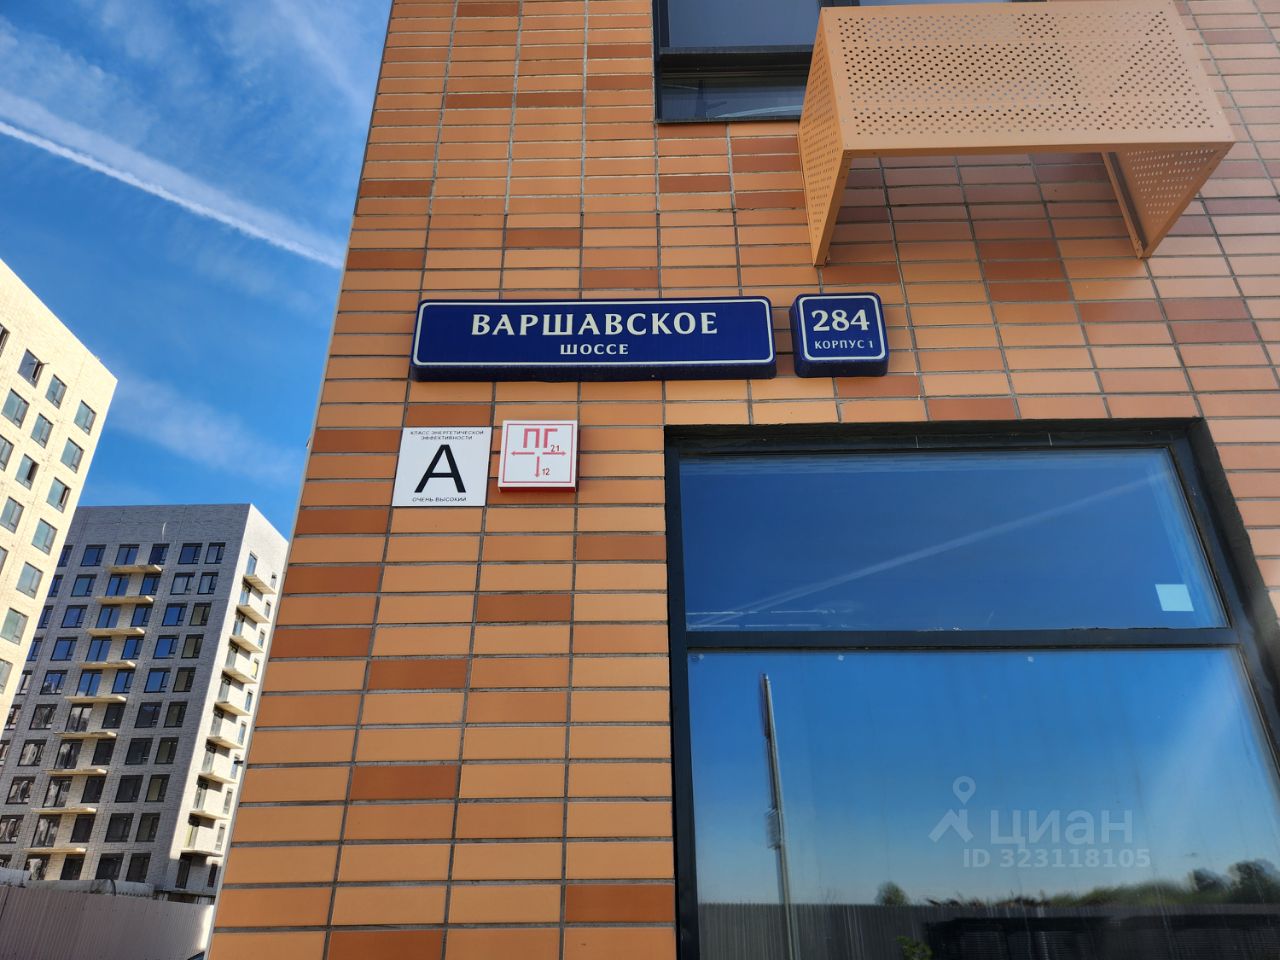 ВАРШАВСКОЕ
ШОССЕ
284
КОРПУС 1
КЛАСС ЭНЕРГЕТИЧЕСКОЙ
ЭФФЕКТИВНОСТИ
А
ОЧЕНЬ ВЫСОКИЙ
ПГ
21
12
циан
ID 323118105